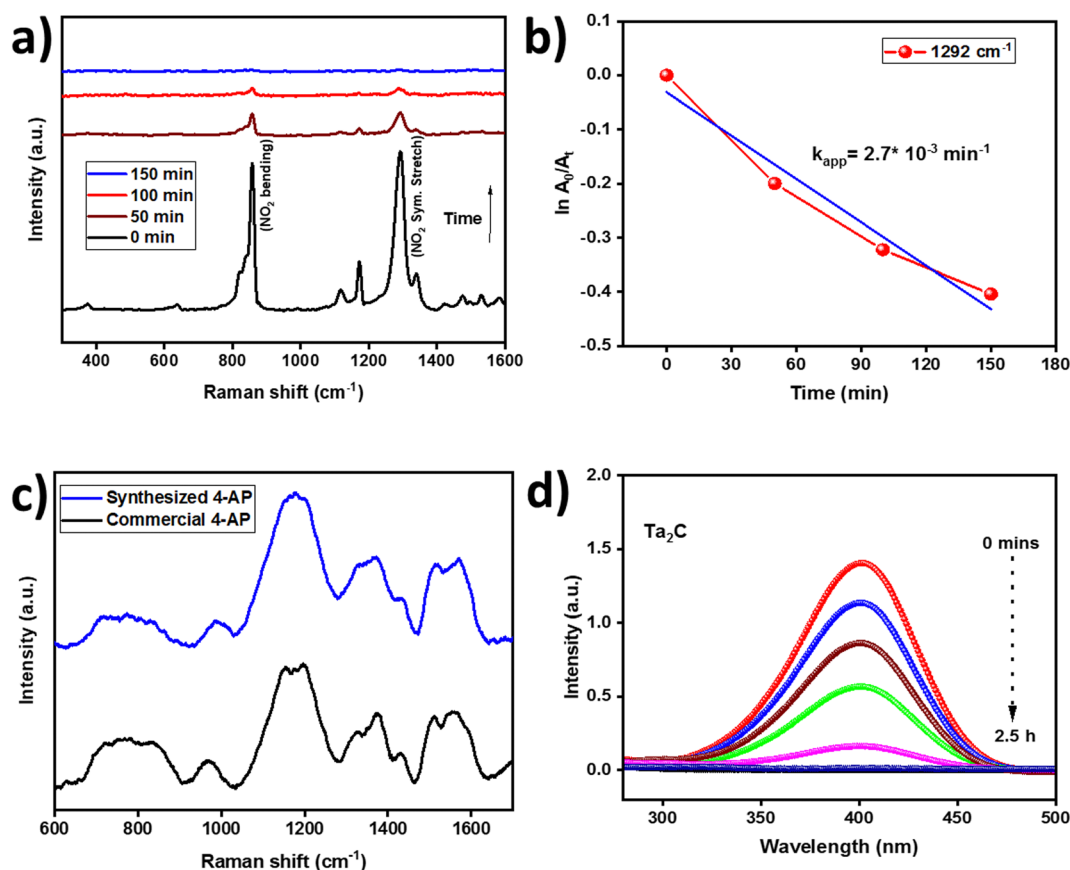 a)
Intensity (a.u.)
150 min
100 min
50 min
0 min
(NO₂ bending)
(NO₂ Sym. Stretch)
Time
400 600 800 1000 1200 1400 1600
Raman shift (cm⁻¹)
b)
ln A₀/Aₜ
0.1
0.0
-0.1
-0.2
-0.3
-0.4
-0.5
1292 cm⁻¹
kₐₚₚ= 2.7* 10⁻³ min⁻¹
0 30 60 90 120 150 180
Time (min)
c)
Intensity (a.u.)
Synthesized 4-AP
Commercial 4-AP
600 800 1000 1200 1400 1600
Raman shift (cm⁻¹)
d)
Intensity (a.u.)
2.0
1.5
1.0
0.5
0.0
Ta₂C
0 mins
2.5 h
300 350 400 450 500
Wavelength (nm)